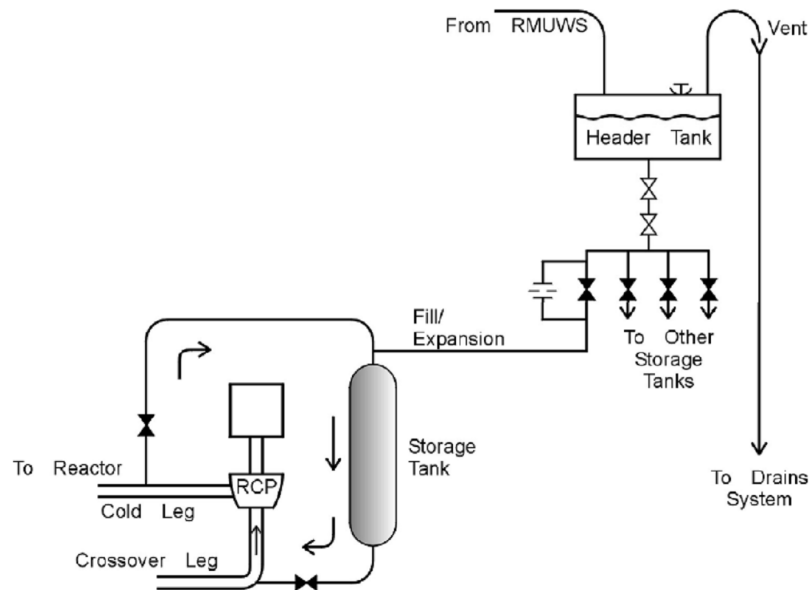 From RMUWS
Vent
Header Tank
Fill/
Expansion
To Other
Storage
Tanks
Storage
Tank
To Reactor
RCP
Cold Leg
Crossover Leg
To Drains
System